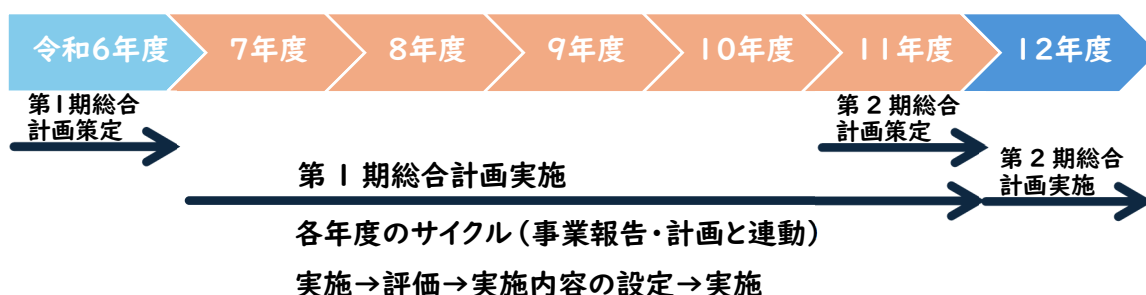 令和6年度 7年度 8年度 9年度 10年度 11年度 12年度
第1期総合
計画策定
第2期総合
計画策定
第2期総合
計画実施
第1期総合計画実施
各年度のサイクル(事業報告・計画と連動)
実施→評価→実施内容の設定→実施